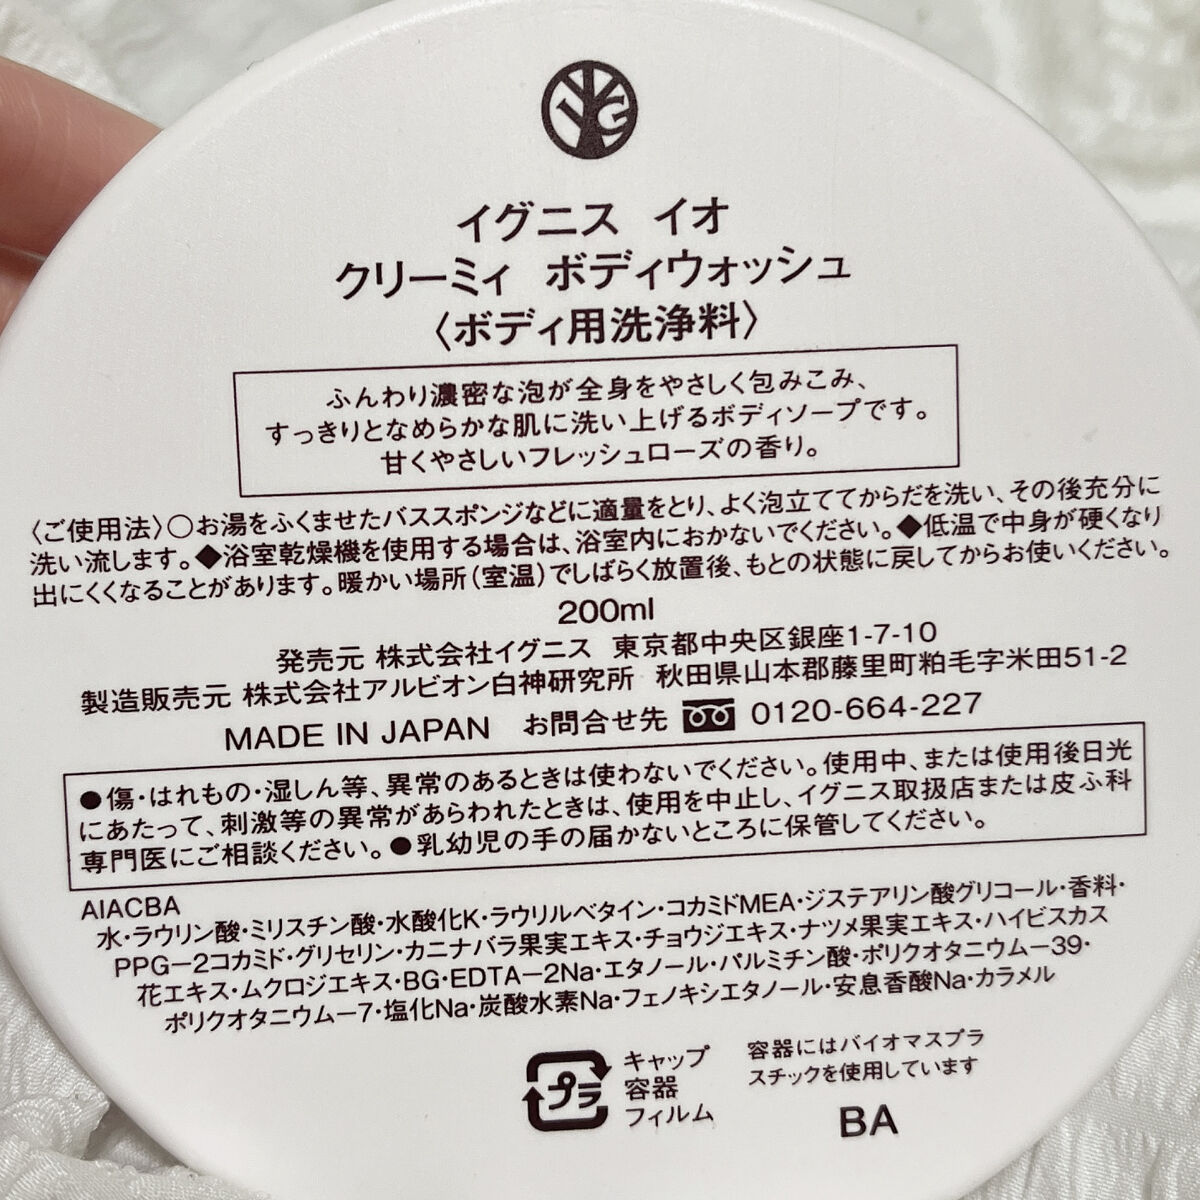 IG
イグニス イオ
クリーミィ ボディウォッシュ
〈ボディ用洗浄料〉
ふんわり濃密な泡が全身をやさしく包みこみ、
すっきりとなめらかな肌に洗い上げるボディソープです。
甘くやさしいフレッシュローズの香り。
〈ご使用法〉○お湯をふくませたバススポンジなどに適量をとり、よく泡立ててからだを洗い、その後充分に
洗い流します。◆浴室乾燥機を使用する場合は、浴室内におかないでください。◆低温で中身が硬くなり
出にくくなることがあります。暖かい場所(室温)でしばらく放置後、もとの状態に戻してからお使いください。
200ml
発売元 株式会社イグニス 東京都中央区銀座1-7-10
製造販売元 株式会社アルビオン白神研究所 秋田県山本郡藤里町粕毛字米田51-2
MADE IN JAPAN お問合せ先 0120-664-227
●傷・はれもの・湿しん等、異常のあるときは使わないでください。使用中、または使用後日光
にあたって、刺激等の異常があらわれたときは、使用を中止し、イグニス取扱店または皮ふ科
専門医にご相談ください。●乳幼児の手の届かないところに保管してください。
AIACBA
水・ラウリン酸・ミリスチン酸・水酸化K・ラウリルベタイン・コカミドMEA・ジステアリン酸グリコール・香料・
PPG－2コカミド・グリセリン・カニナバラ果実エキス・チョウジエキス・ナツメ果実エキス・ハイビスカス
花エキス・ムクロジエキス・BG・EDTA－2Na・エタノール・パルミチン酸・ポリクオタニウム－39・
ポリクオタニウム－7・塩化Na・炭酸水素Na・フェノキシエタノール・安息香酸Na・カラメル
プラ
キャップ
容器
フィルム
容器にはバイオマスプラ
スチックを使用しています
BA